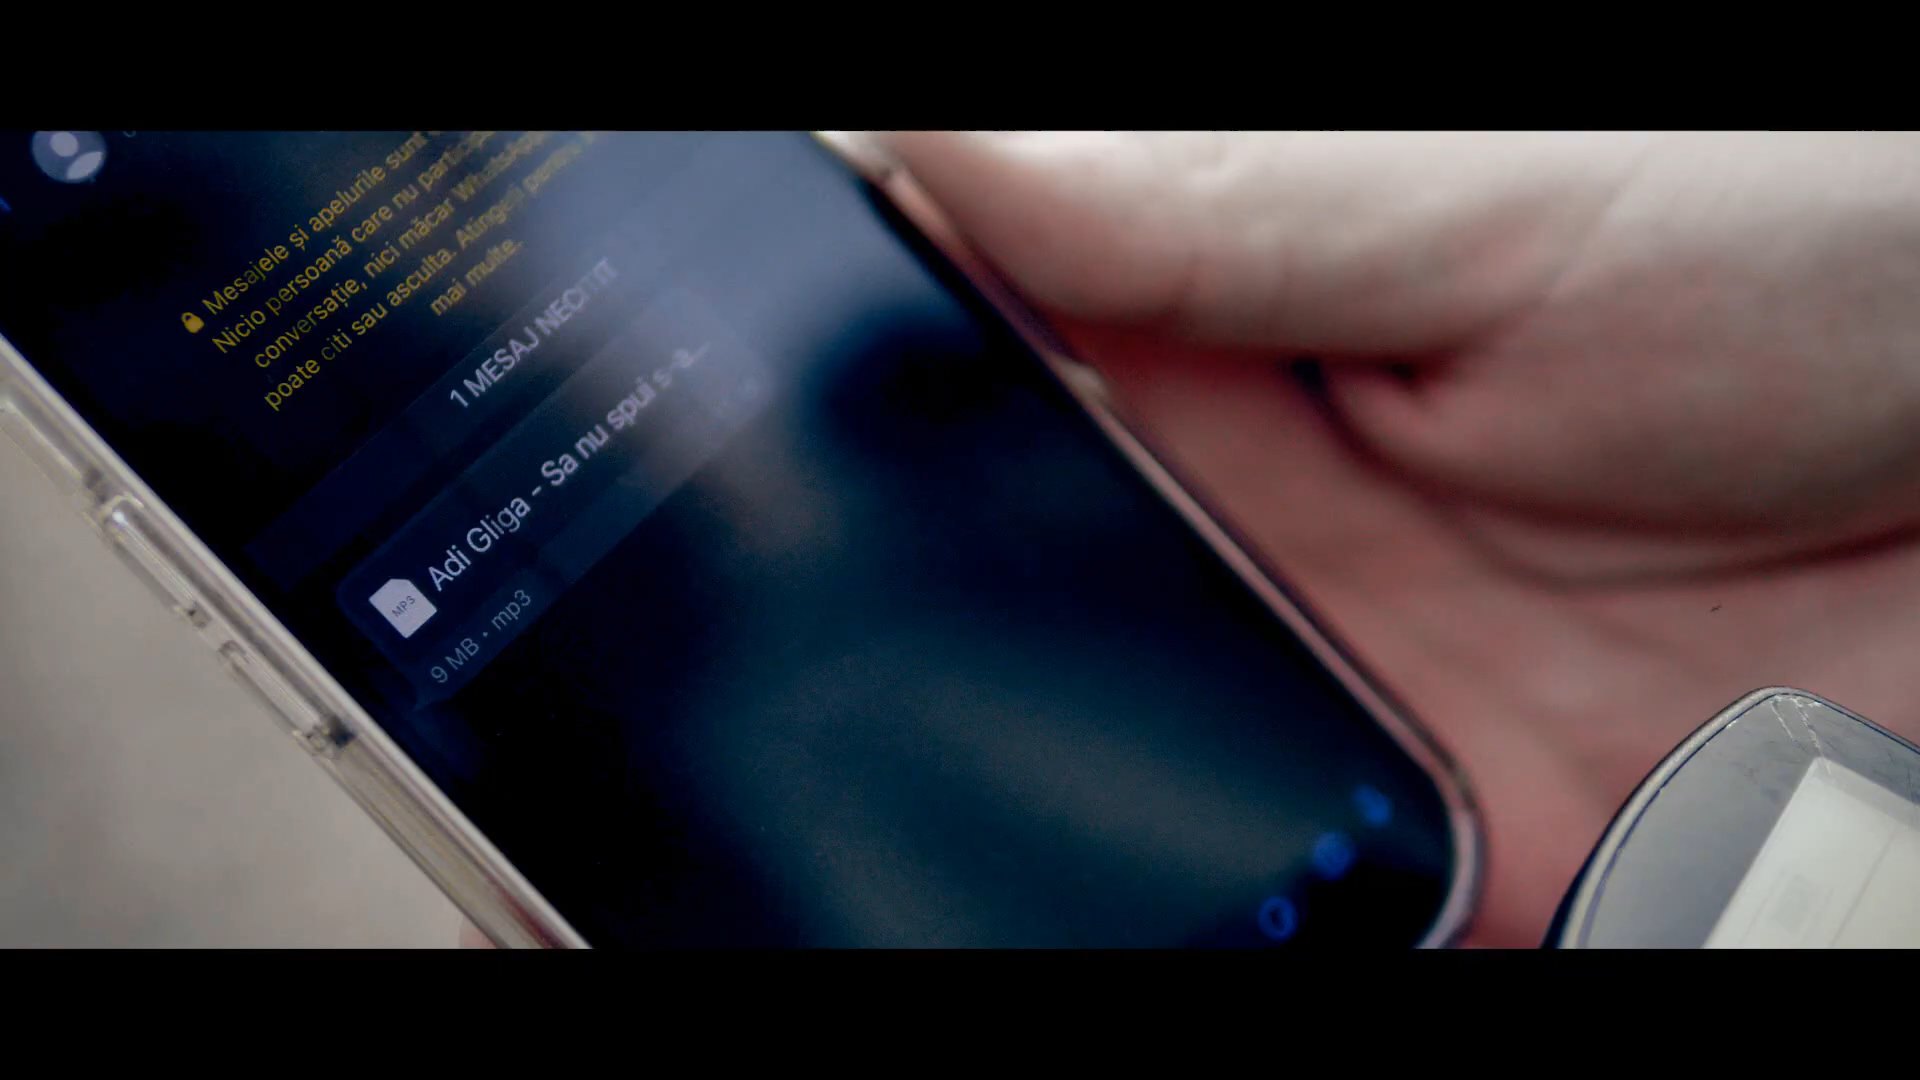 Mesajele și apelurile sunt
Nicio persoană care nu
conversație, nici măcar WhatsApp
poate citi sau asculta. Atingeți pentru
mai multe.
1 MESAJ NECITIT
Adi Gliga - Sa nu spui s-a...
MP3
9 MB • mp3